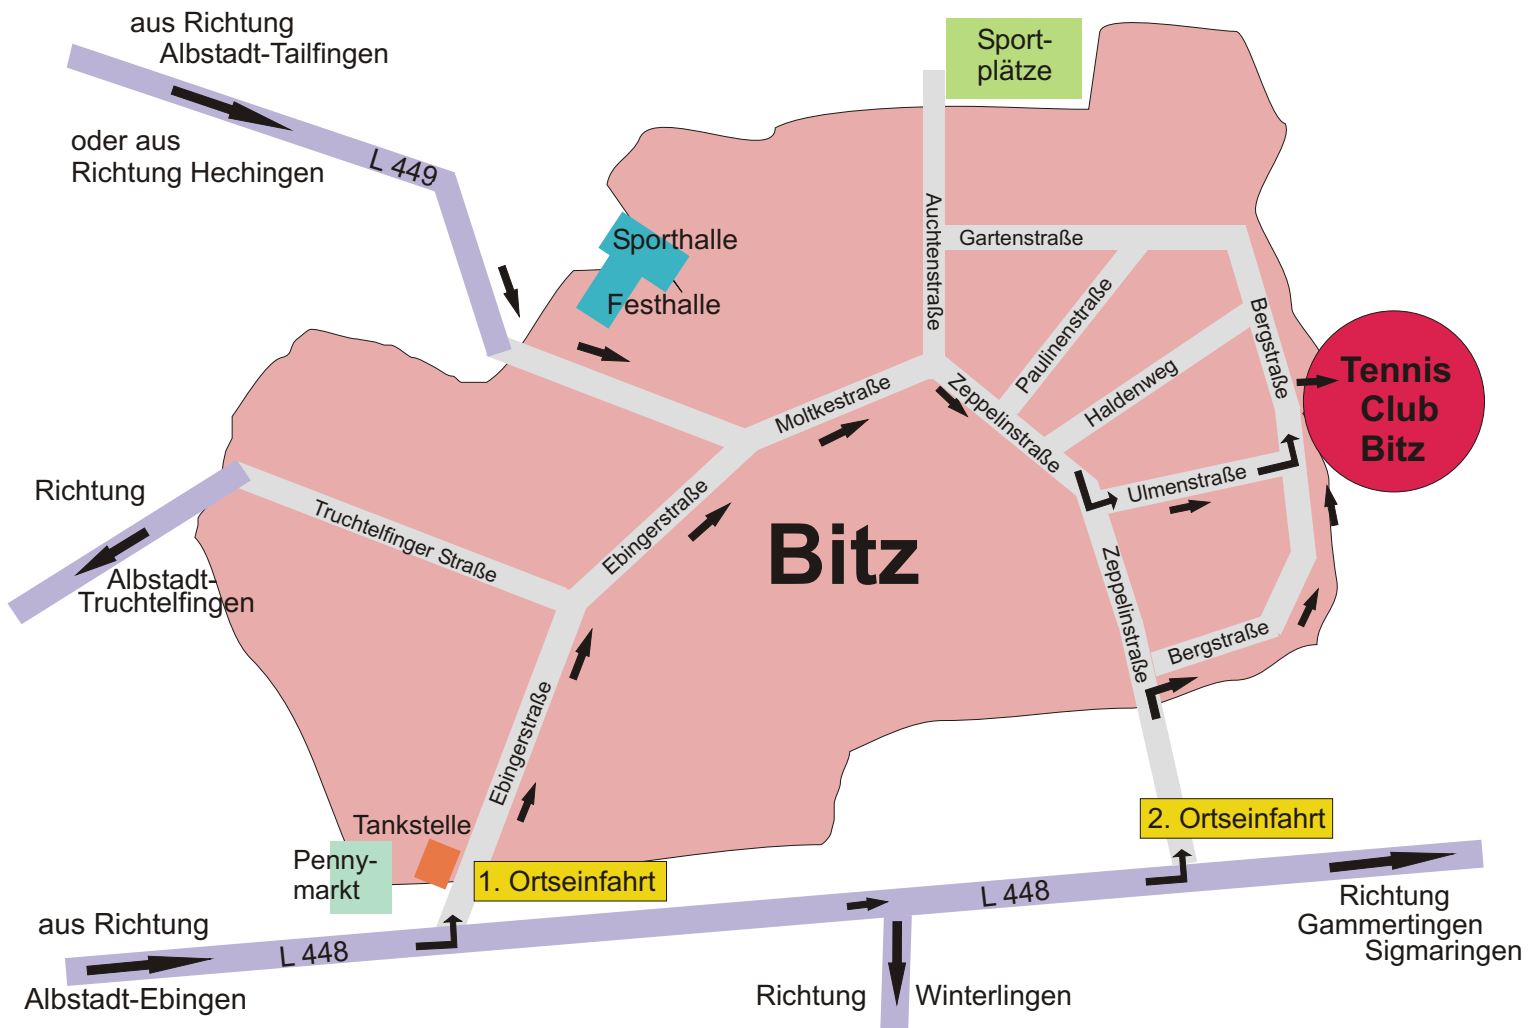 aus Richtung
Albstadt-Tailfingen
oder aus
Richtung Hechingen
L 449
Sport-
plätze
Sporthalle
Festhalle
Auchtenstraße
Gartenstraße
Paulinenstraße
Haldenweg
Bergstraße
Tennis
Club
Bitz
Moltkestraße
Zeppelinstraße
Ulmenstraße
Richtung
Albstadt-
Truchtelfingen
Truchtelfinger Straße
Ebingerstraße
Bitz
Zeppelinstraße
Bergstraße
Ebingerstraße
Tankstelle
Penny-
markt
1. Ortseinfahrt
2. Ortseinfahrt
aus Richtung
L 448
Albstadt-Ebingen
L 448
Richtung
Gammertingen
Sigmaringen
Richtung Winterlingen